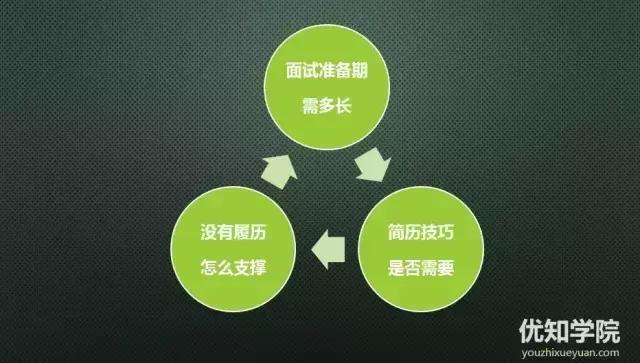 面试准备期
需多长
没有履历
怎么支撑
简历技巧
是否需要
优知学院
youzhixueyuan.com